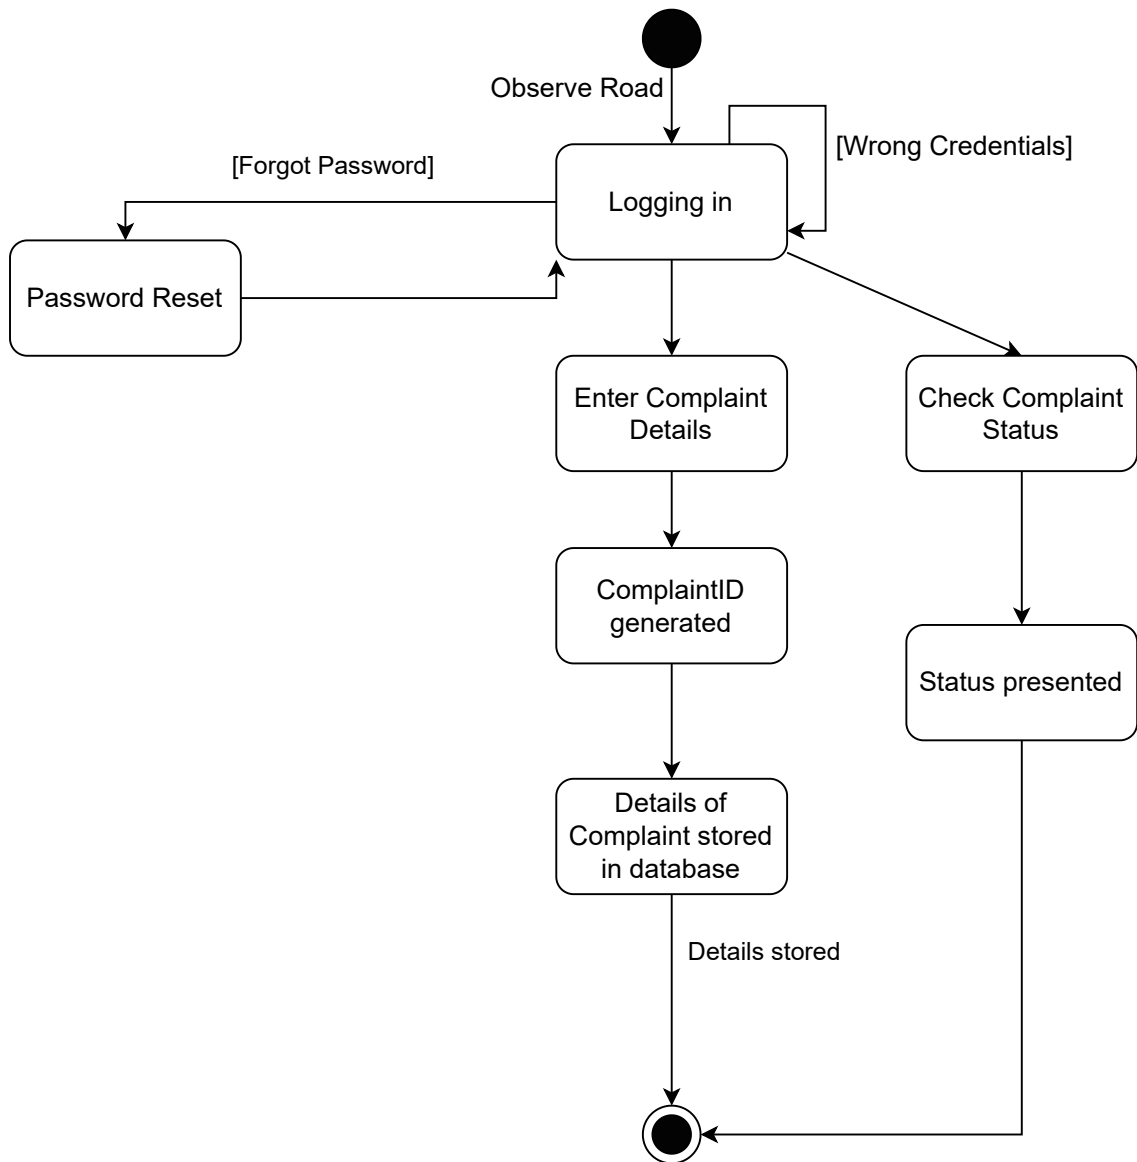 Observe Road
[Wrong Credentials]
[Forgot Password]
Logging in
Password Reset
Enter Complaint
Details
Check Complaint
Status
ComplaintID
generated
Status presented
Details of
Complaint stored
in database
Details stored